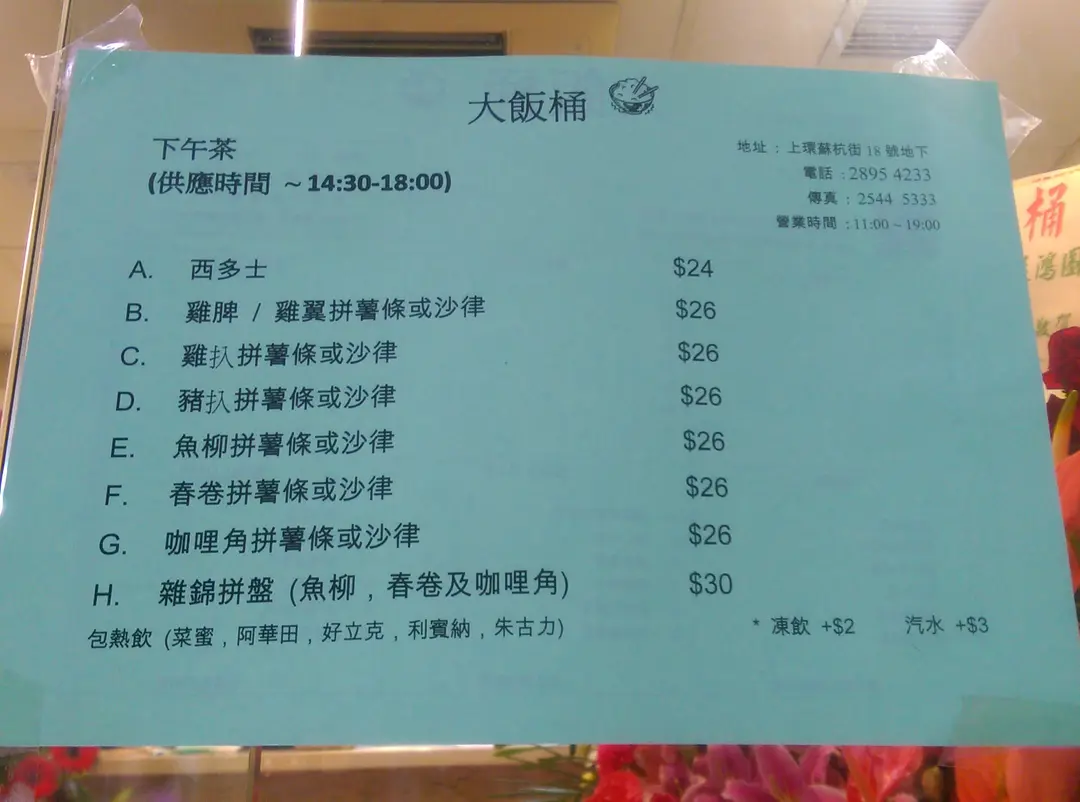 大飯桶
下午茶
(供應時間 ~ 14:30-18:00)
地址 : 上環蘇杭街 18 號地下
電話 : 2895 4233
傳真 : 2544 5333
營業時間 : 11:00 ~ 19:00
A. 西多士 $24
B. 雞脾 / 雞翼拼薯條或沙律 $26
C. 雞扒拼薯條或沙律 $26
D. 豬扒拼薯條或沙律 $26
E. 魚柳拼薯條或沙律 $26
F. 春卷拼薯條或沙律 $26
G. 咖哩角拼薯條或沙律 $26
H. 雜錦拼盤 (魚柳 , 春卷及咖哩角) $30
包熱飲 (菜蜜 , 阿華田 , 好立克 , 利賓納 , 朱古力) * 凍飲 +$2 汽水 +$3
桶